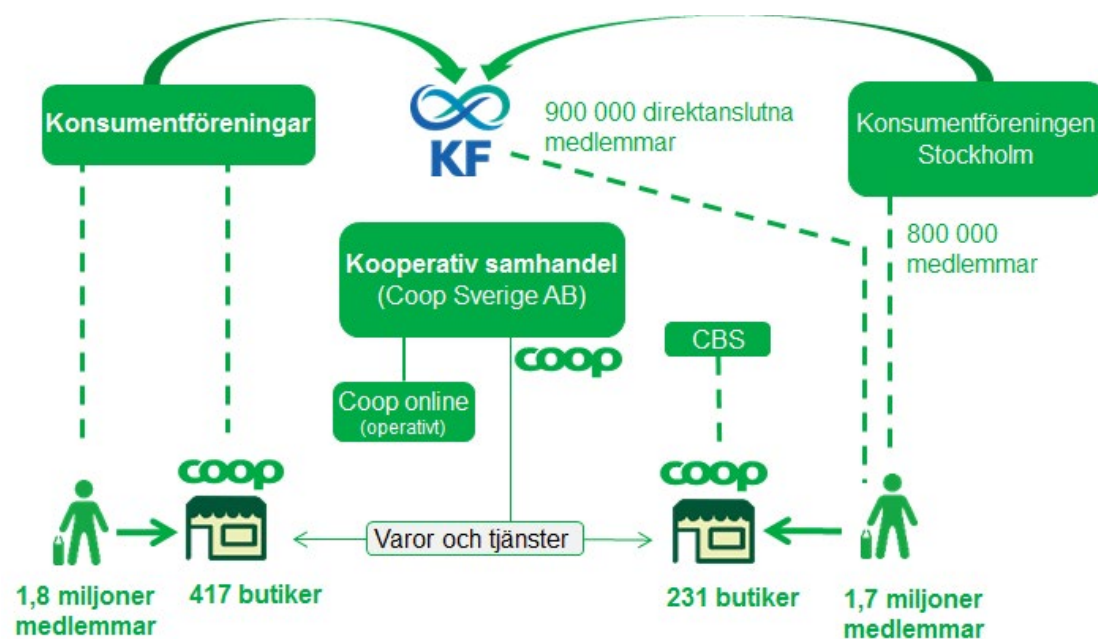 Konsumentföreningar
KF
900 000 direktanslutna
medlemmar
Konsumentföreningen
Stockholm
800 000
medlemmar
Kooperativ samhandel
(Coop Sverige AB)
coop
CBS
Coop online
(operativt)
coop
coop
Varor och tjänster
1,8 miljoner
medlemmar
417 butiker
231 butiker
1,7 miljoner
medlemmar